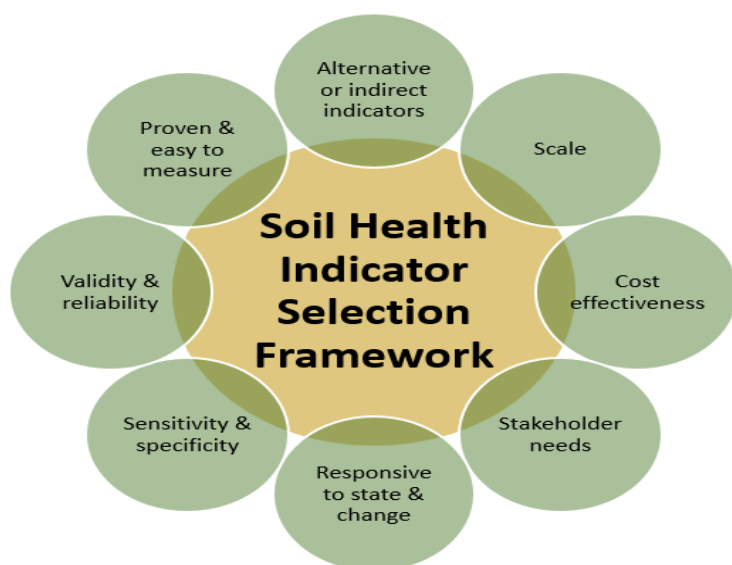 Alternative
or indirect
indicators
Proven &
easy to
measure
Scale
Soil Health
Indicator
Selection
Framework
Validity &
reliability
Cost
effectiveness
Sensitivity &
specificity
Stakeholder
needs
Responsive
to state &
change